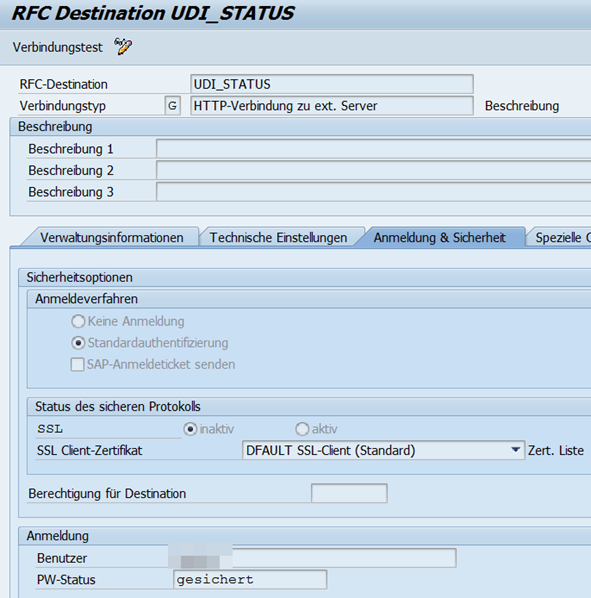 RFC Destination UDI_STATUS
Verbindungstest
RFC-Destination UDI_STATUS
Verbindungstyp G HTTP-Verbindung zu ext. Server Beschreibung
Beschreibung
Beschreibung 1
Beschreibung 2
Beschreibung 3
Verwaltungsinformationen Technische Einstellungen Anmeldung & Sicherheit Spezielle
Sicherheitsoptionen
Anmeldeverfahren
Keine Anmeldung
Standardauthentifizierung
SAP-Anmeldeticket senden
Status des sicheren Protokolls
SSL inaktiv aktiv
SSL Client-Zertifikat DFAULT SSL-Client (Standard) Zert. Liste
Berechtigung für Destination
Anmeldung
Benutzer
PW-Status gesichert